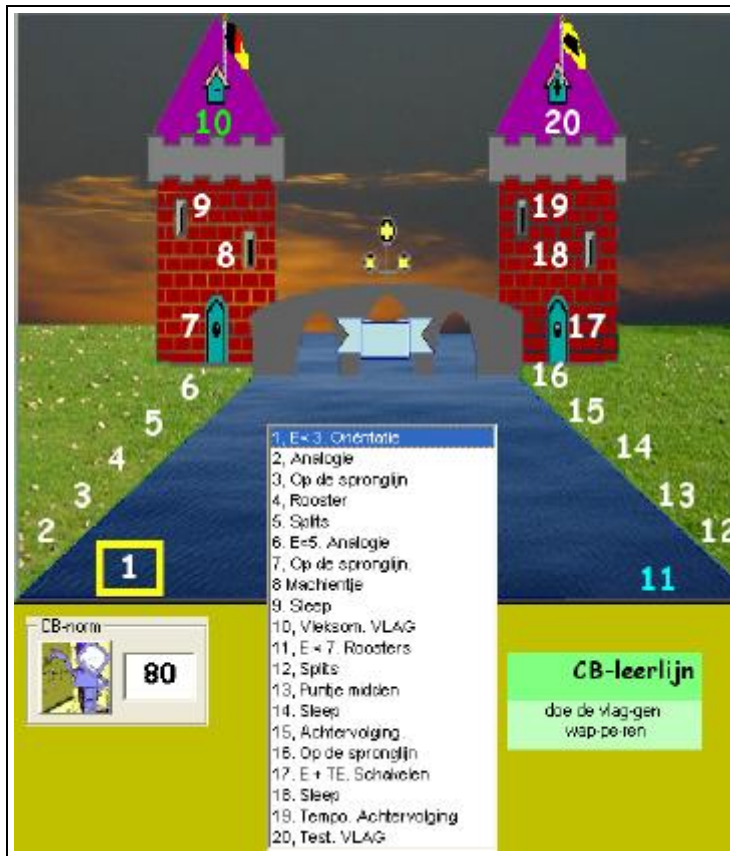 10
20
9
19
8
18
7
17
6
16
5
15
4
14
3
13
2
12
1
11
1, E< 3. Oriëntatie
2, Analogie
3, Op de spronglijn
4, Rooster
5. Splits
6. E<5. Analogie
7, Op de spronglijn.
8 Machientje
9. Sleep
10, Vleksom. VLAG
11, E < 7. Roosters
12, Splits
13, Puntje midden
14. Sleep
15, Achtervolging.
16. Op de spronglijn
17. E + TE. Schakelen
18. Sleep
19, Tempo. Achtervolging
20, Test. VLAG
CB-norm
80
CB-leerlijn
doe de vlag-gen
wap-pe-ren